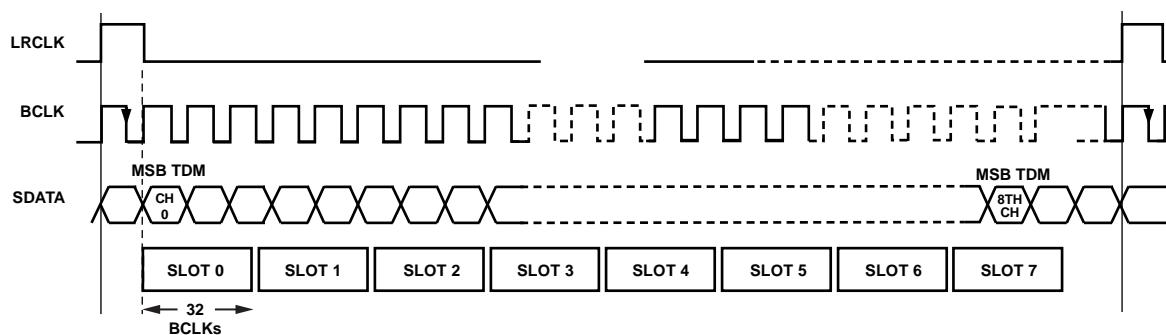 LRCLK
BCLK
MSB TDM
MSB TDM
SDATA
CH
0
8TH
CH
SLOT 0
SLOT 1
SLOT 2
SLOT 3
SLOT 4
SLOT 5
SLOT 6
SLOT 7
32
BCLKs